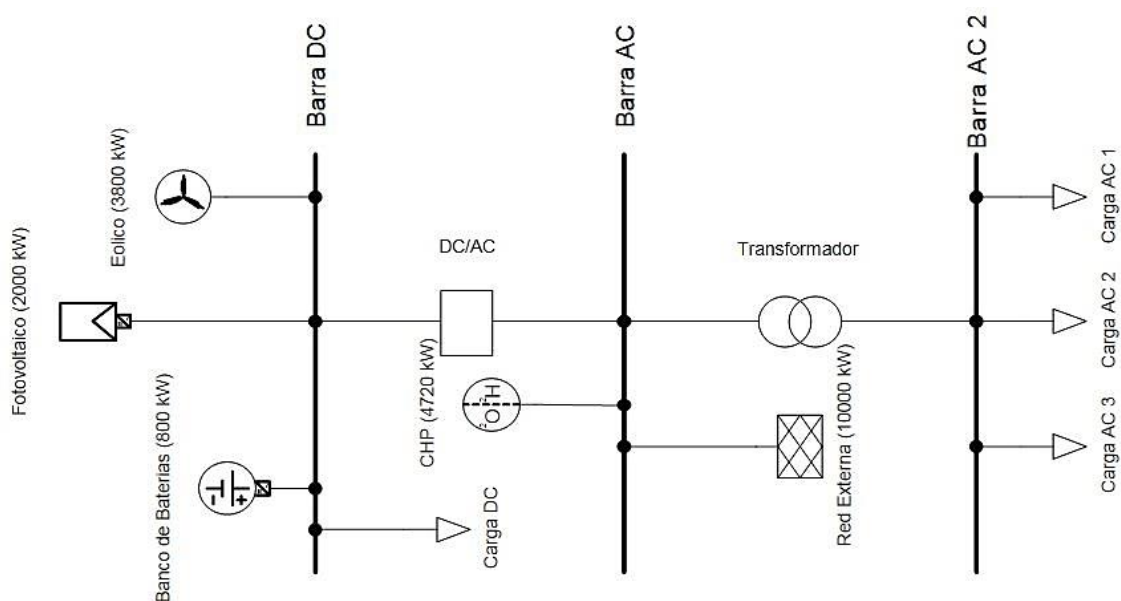 Fotovoltaico (2000 kW)
Eolico (3800 kW)
Banco de Baterias (800 kW)
Barra DC
Carga DC
DC/AC
CHP (4720 kW)
²O²H
Barra AC
Transformador
Red Externa (10000 kW)
Barra AC 2
Carga AC 1
Carga AC 2
Carga AC 3